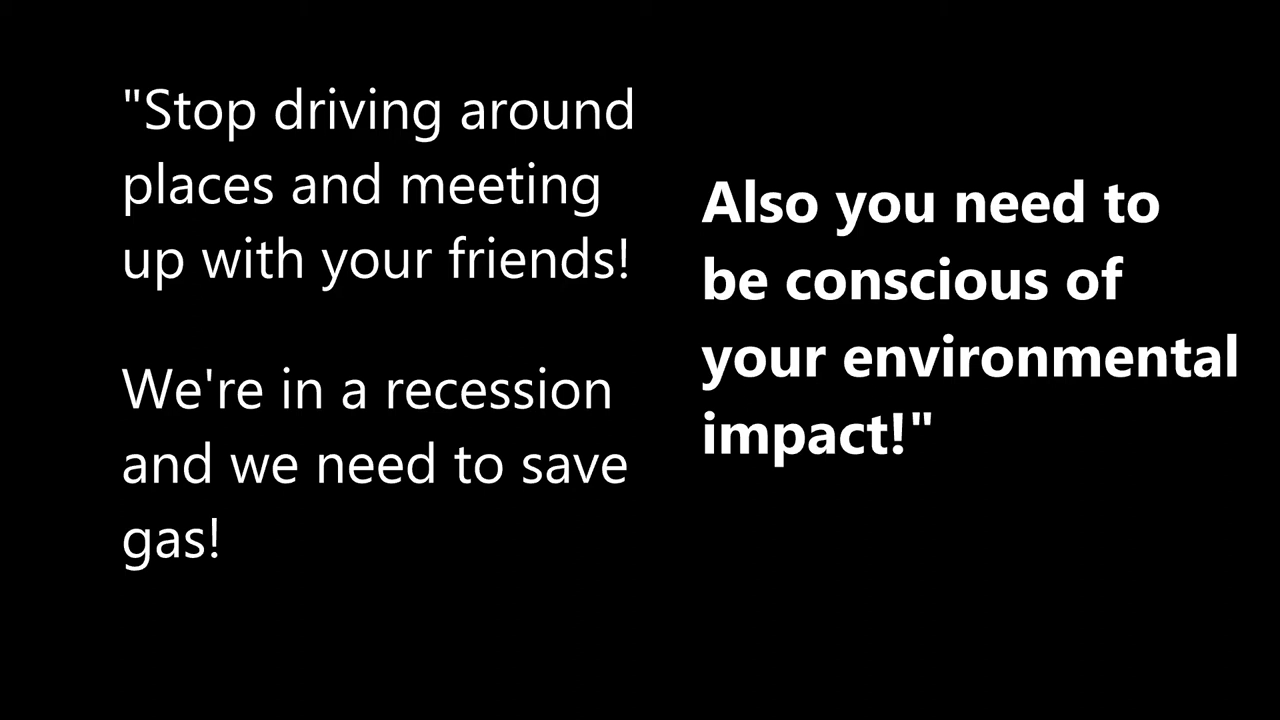 "Stop driving around
places and meeting
up with your friends!
We're in a recession
and we need to save
gas!
Also you need to
be conscious of
your environmental
impact!"